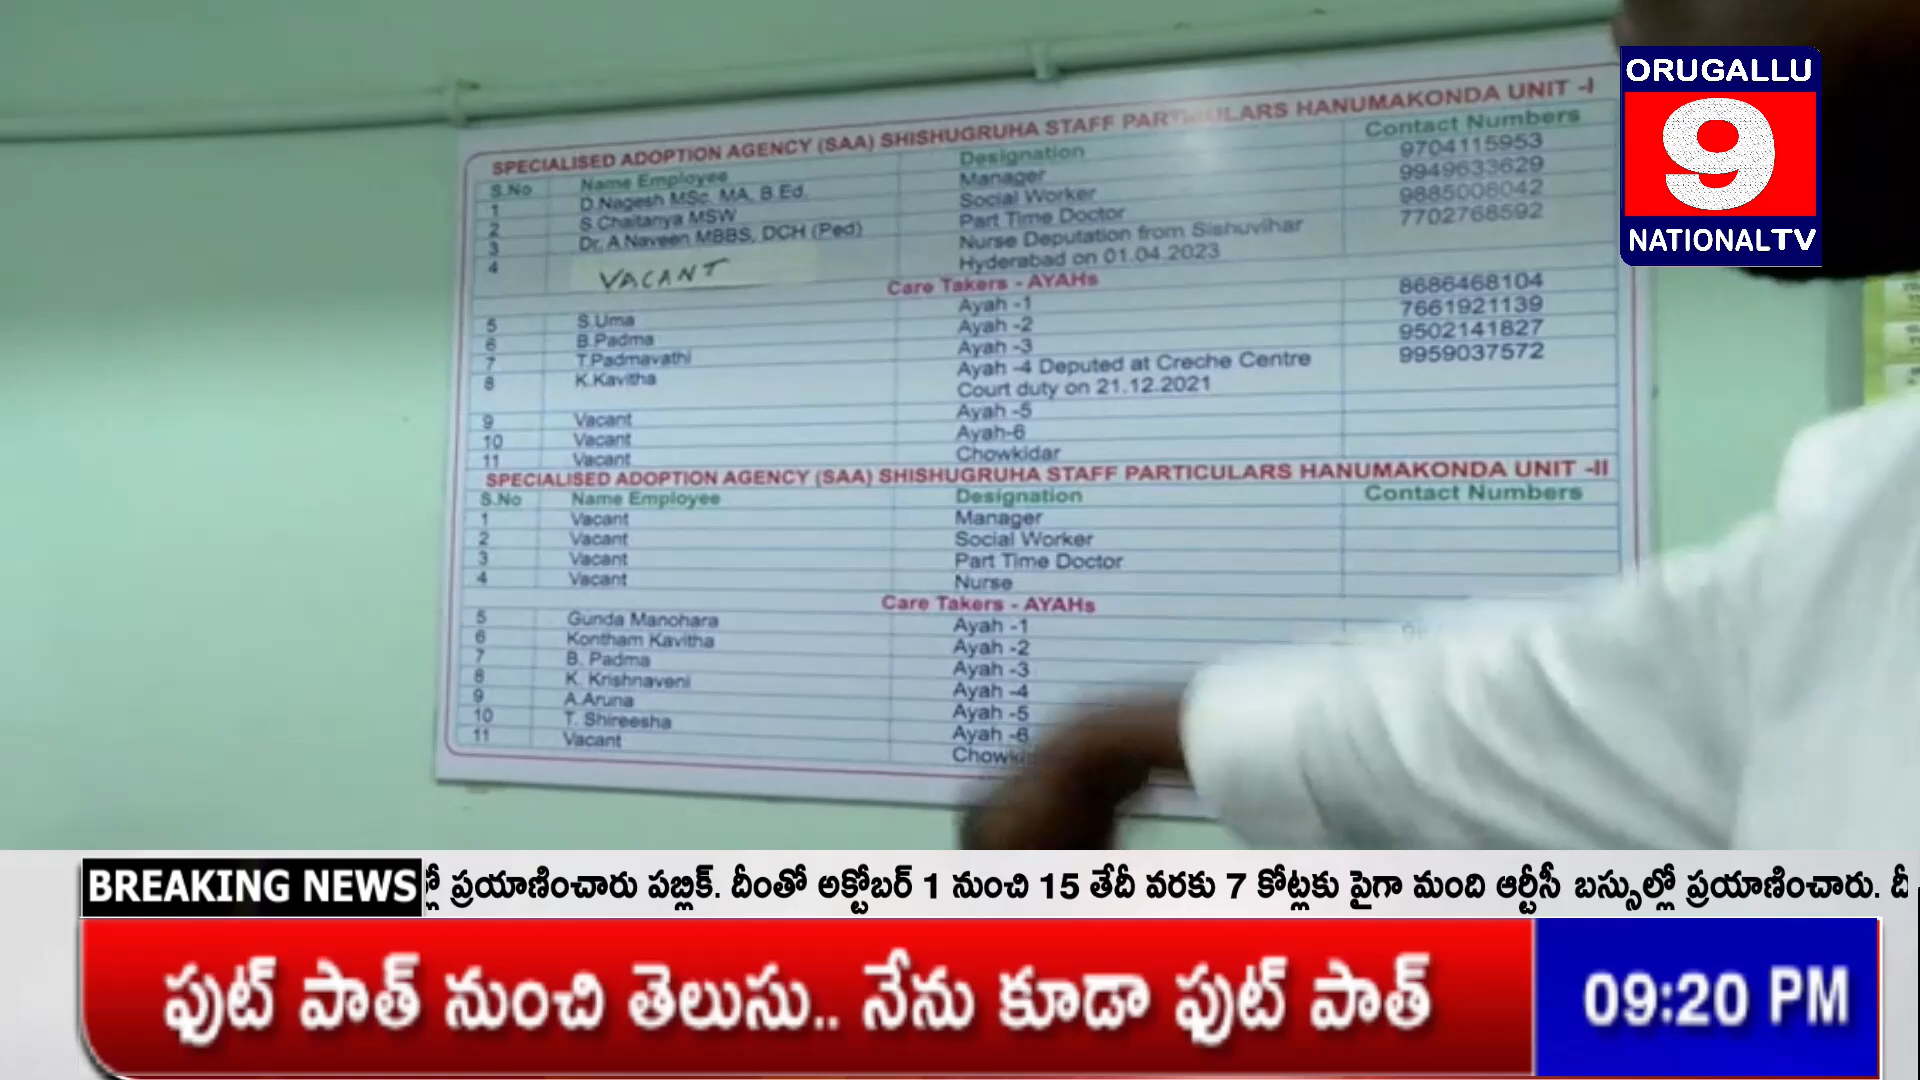 ORUGALLU
9
NATIONALTV
SPECIALISED ADOPTION AGENCY (SAA) SHISHUGRUHA STAFF PARTICULARS HANUMAKONDA UNIT -I
S.No Name Employee Designation Contact Numbers
1 D.Nagesh MSc. MA, B.Ed. Manager 9704115953
2 S.Chaitanya MSW Social Worker 9949633629
3 Dr. A.Naveen MBBS, DCH (Ped) Part Time Doctor 9885008042
4 VACANT Nurse Deputation from Sishuvihar 7702768592
Hyderabad on 01.04.2023
Care Takers - AYAHs
5 S.Uma Ayah -1 8686468104
6 B.Padma Ayah -2 7661921139
7 T.Padmavathi Ayah -3 9502141827
8 K.Kavitha Ayah -4 Deputed at Creche Centre 9959037572
Court duty on 21.12.2021
9 Vacant Ayah -5
10 Vacant Ayah-6
11 Vacant Chowkidar
SPECIALISED ADOPTION AGENCY (SAA) SHISHUGRUHA STAFF PARTICULARS HANUMAKONDA UNIT -II
S.No Name Employee Designation Contact Numbers
1 Vacant Manager
2 Vacant Social Worker
3 Vacant Part Time Doctor
4 Vacant Nurse
Care Takers - AYAHs
5 Gunda Manohara Ayah -1
6 Kontham Kavitha Ayah -2
7 B. Padma Ayah -3
8 K. Krishnaveni Ayah -4
9 A.Aruna Ayah -5
10 T. Shireesha Ayah -6
11 Vacant
BREAKING NEWS ప్రయాణించారు పబ్లిక్. దీంతో అక్టోబర్ 1 నుంచి 15 తేదీ వరకు 7 కోట్లకు పైగా మంది ఆర్టీసీ బస్సుల్లో ప్రయాణించారు.
ఫుట్ పాత్ నుంచి తెలుసు.. నేను కూడా ఫుట్ పాత్
09:20 PM